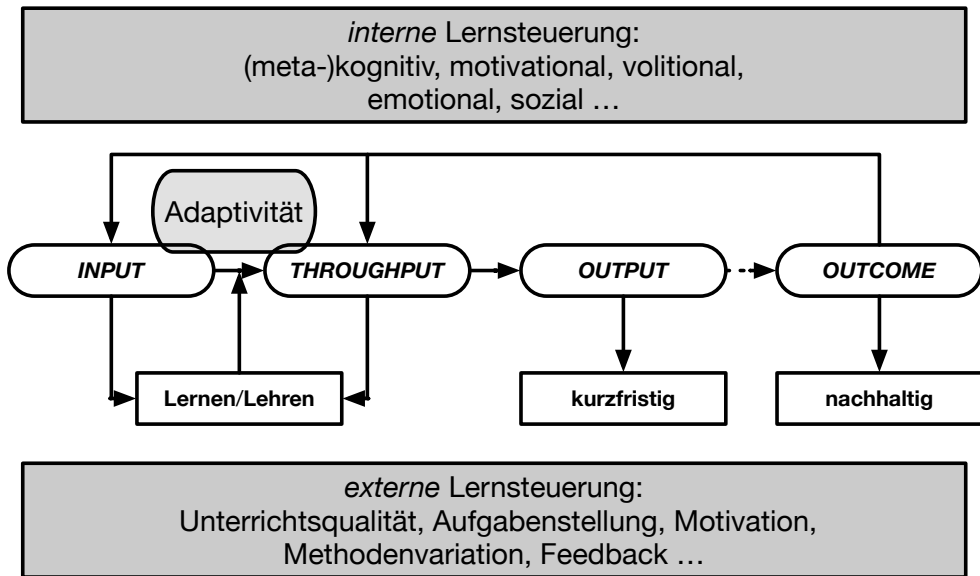 interne Lernsteuerung:
(meta-)kognitiv, motivational, volitional,
emotional, sozial …
Adaptivität
INPUT
THROUGHPUT
OUTPUT
OUTCOME
Lernen/Lehren
kurzfristig
nachhaltig
externe Lernsteuerung:
Unterrichtsqualität, Aufgabenstellung, Motivation,
Methodenvariation, Feedback …